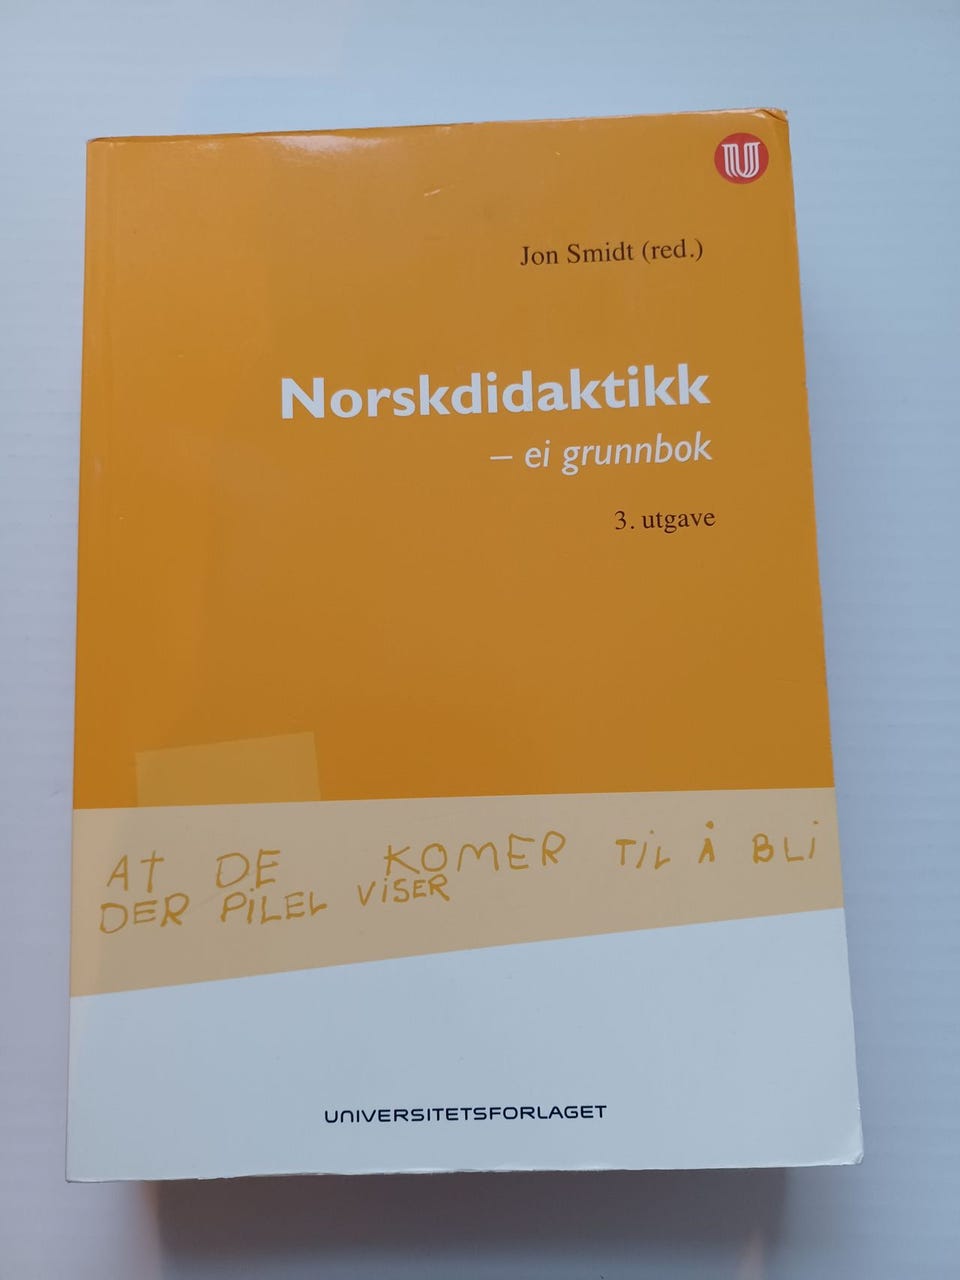 U
Jon Smidt (red.)
Norskdidaktikk
– ei grunnbok
3. utgave
AT DE KOMER TiL Å BLi
DER PiLEL ViSER
UNIVERSITETSFORLAGET